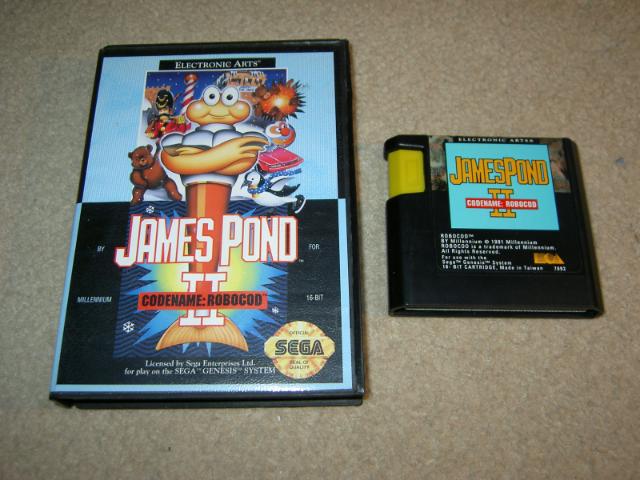 ELECTRONIC ARTS®
JAMES POND™
II
CODENAME: ROBOCOD™
BY
MILLENNIUM
FOR
16-BIT
OFFICIAL
SEGA
SEAL OF
QUALITY
Licensed by Sega Enterprises Ltd.
for play on the SEGA™ GENESIS™ SYSTEM
ELECTRONIC ARTS®
JAMES POND
II
CODENAME: ROBOCOD
ROBOCOD™
BY Millennium © 1991 Millennium
ROBOCOD is a trademark of Millennium.
All Rights Reserved.
For use with the
Sega™ Genesis™ System
16-BIT CARTRIDGE, Made in Taiwan
EA